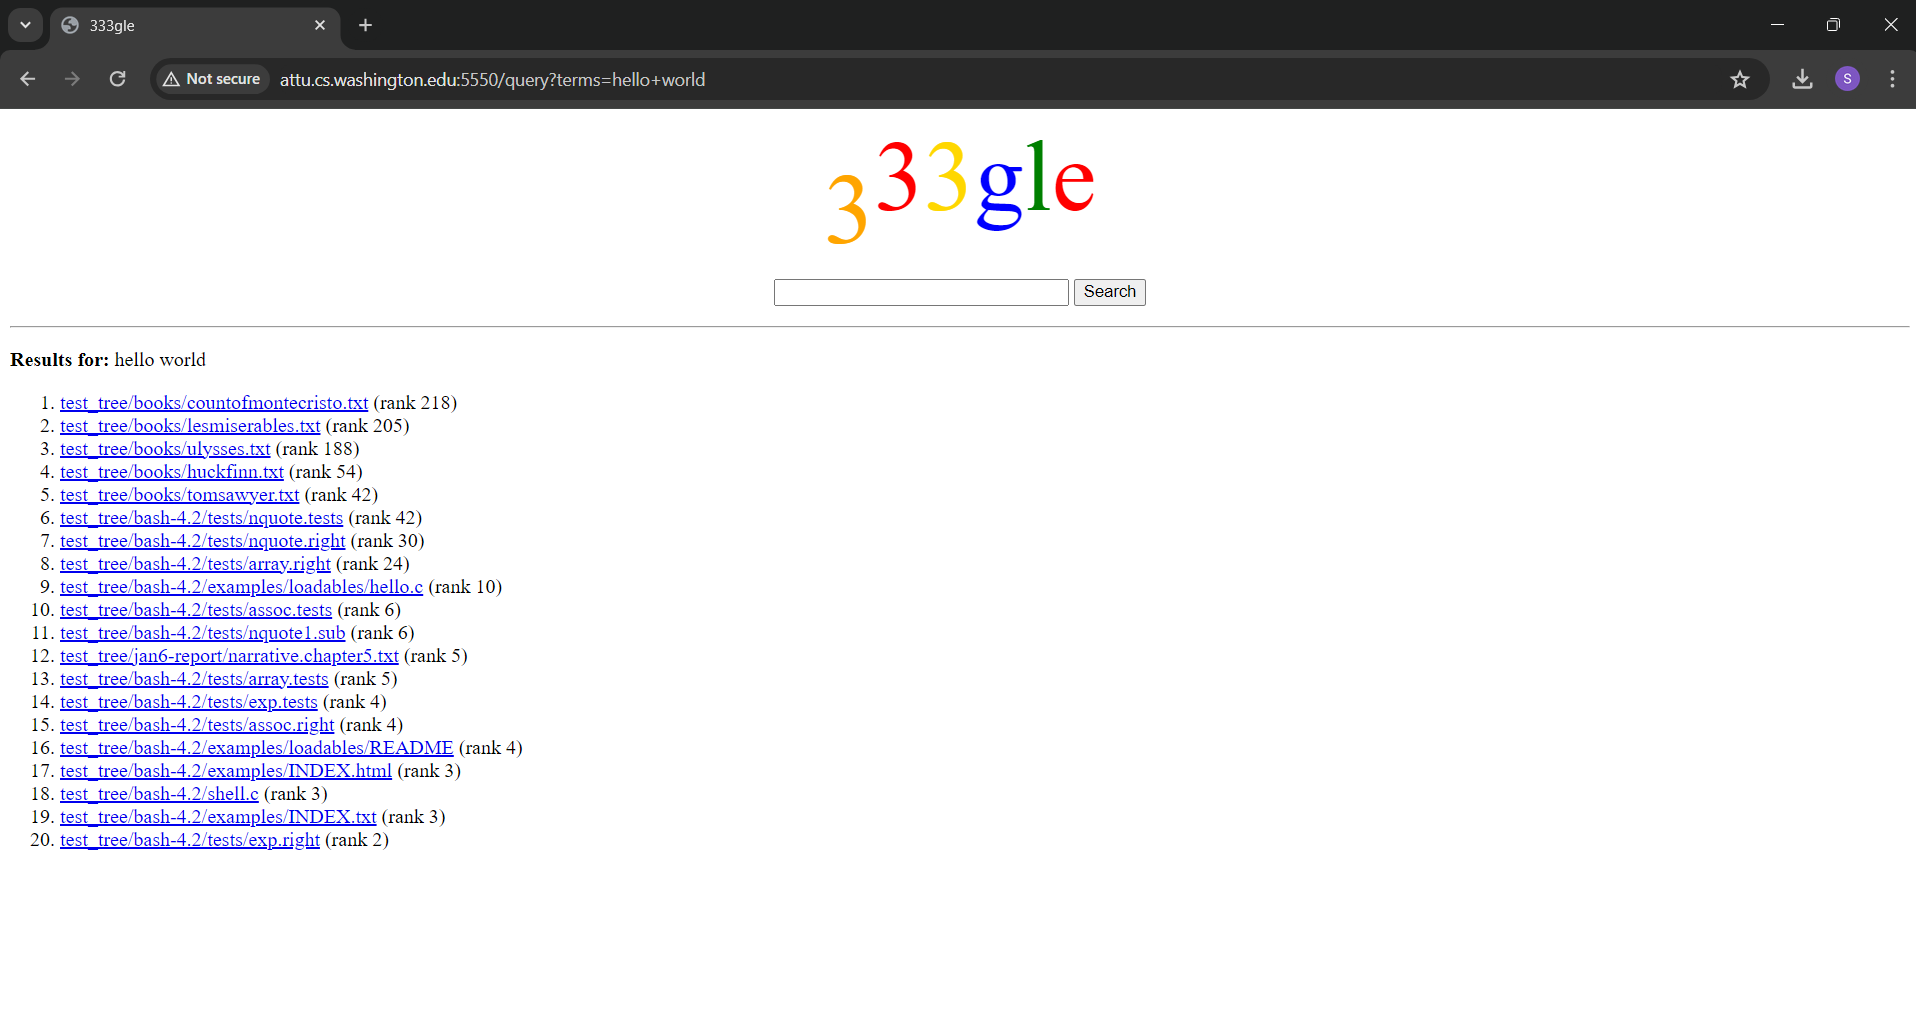 333gle
Not secure attu.cs.washington.edu:5550/query?terms=hello+world S
333gle
Search
Results for: hello world
1. test_tree/books/countofmontecristo.txt (rank 218)
2. test_tree/books/lesmiserables.txt (rank 205)
3. test_tree/books/ulysses.txt (rank 188)
4. test_tree/books/huckfinn.txt (rank 54)
5. test_tree/books/tomsawyer.txt (rank 42)
6. test_tree/bash-4.2/tests/nquote.tests (rank 42)
7. test_tree/bash-4.2/tests/nquote.right (rank 30)
8. test_tree/bash-4.2/tests/array.right (rank 24)
9. test_tree/bash-4.2/examples/loadables/hello.c (rank 10)
10. test_tree/bash-4.2/tests/assoc.tests (rank 6)
11. test_tree/bash-4.2/tests/nquote1.sub (rank 6)
12. test_tree/jan6-report/narrative.chapter5.txt (rank 5)
13. test_tree/bash-4.2/tests/array.tests (rank 5)
14. test_tree/bash-4.2/tests/exp.tests (rank 4)
15. test_tree/bash-4.2/tests/assoc.right (rank 4)
16. test_tree/bash-4.2/examples/loadables/README (rank 4)
17. test_tree/bash-4.2/examples/INDEX.html (rank 3)
18. test_tree/bash-4.2/shell.c (rank 3)
19. test_tree/bash-4.2/examples/INDEX.txt (rank 3)
20. test_tree/bash-4.2/tests/exp.right (rank 2)